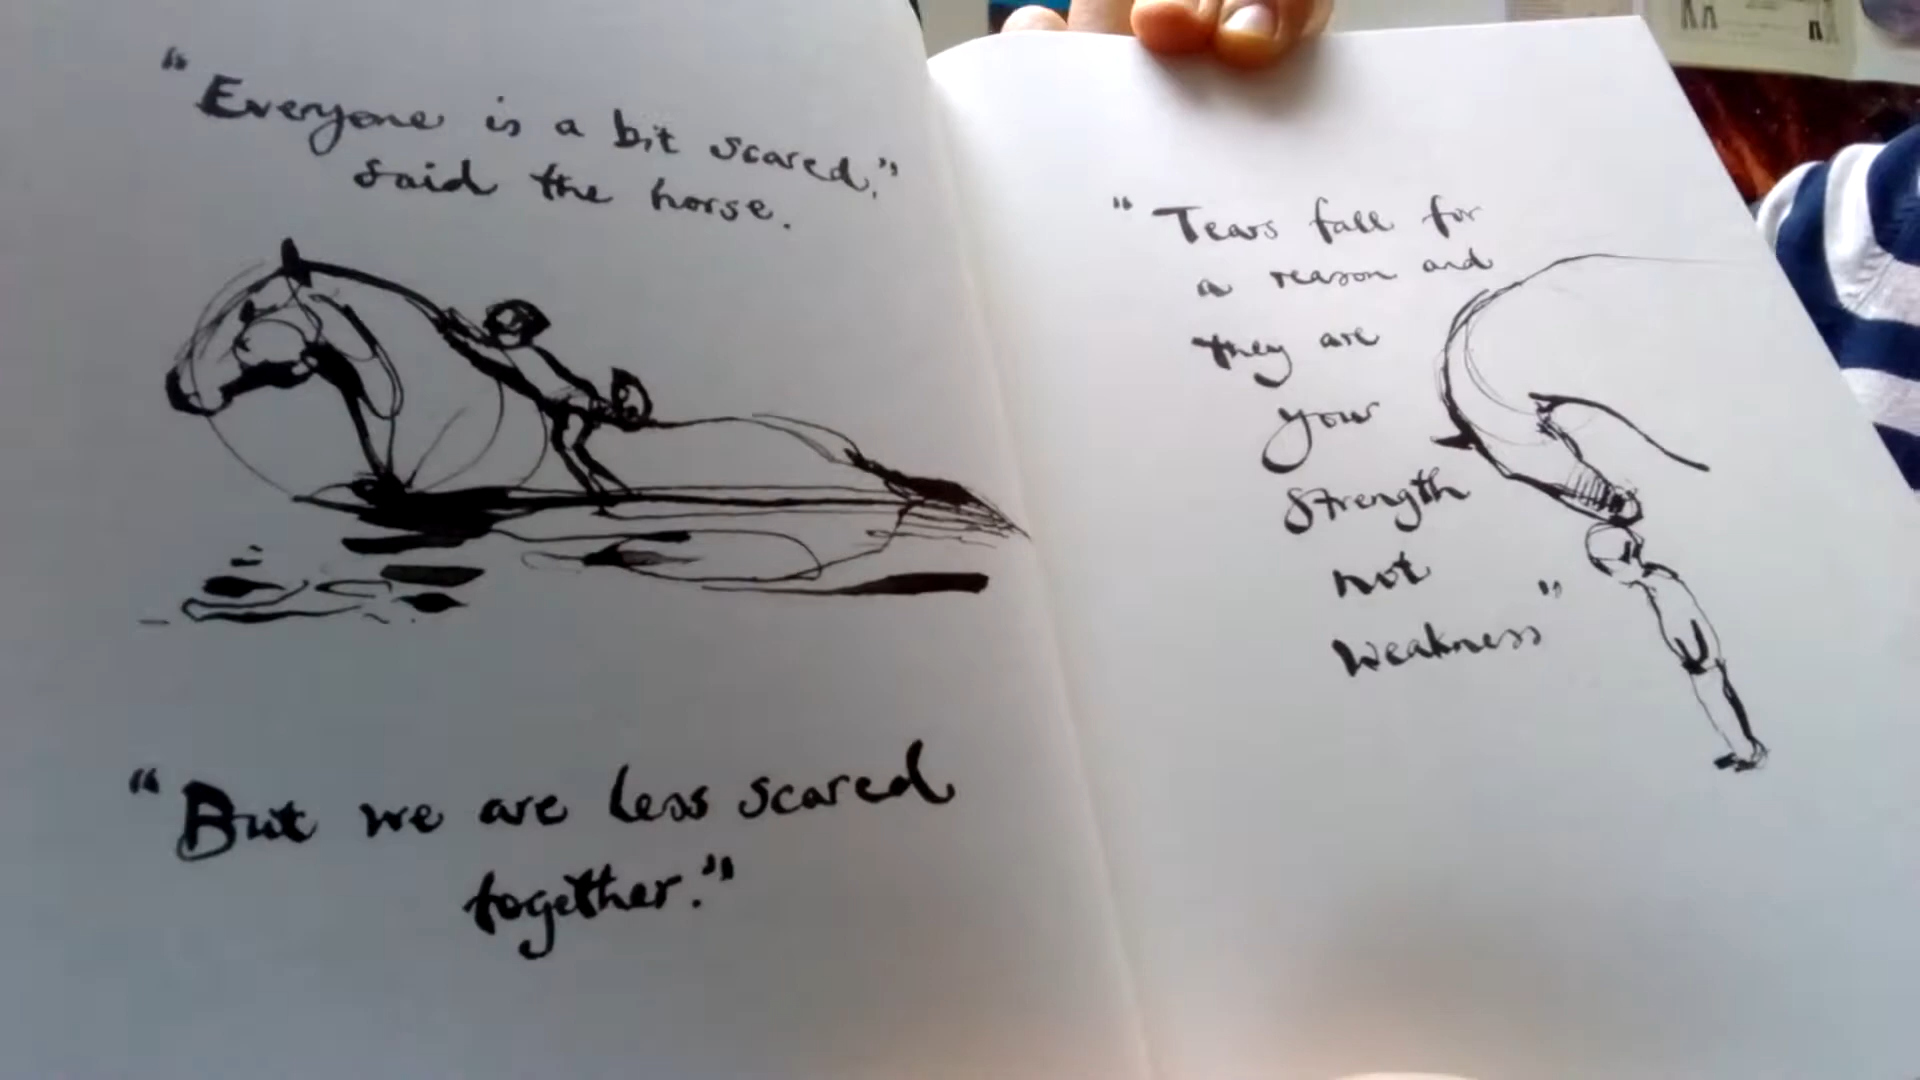 "Everyone is a bit scared,"
said the horse.
"But we are less scared
together."
"Tears fall for
a reason and
they are
your
strength
not
weakness"